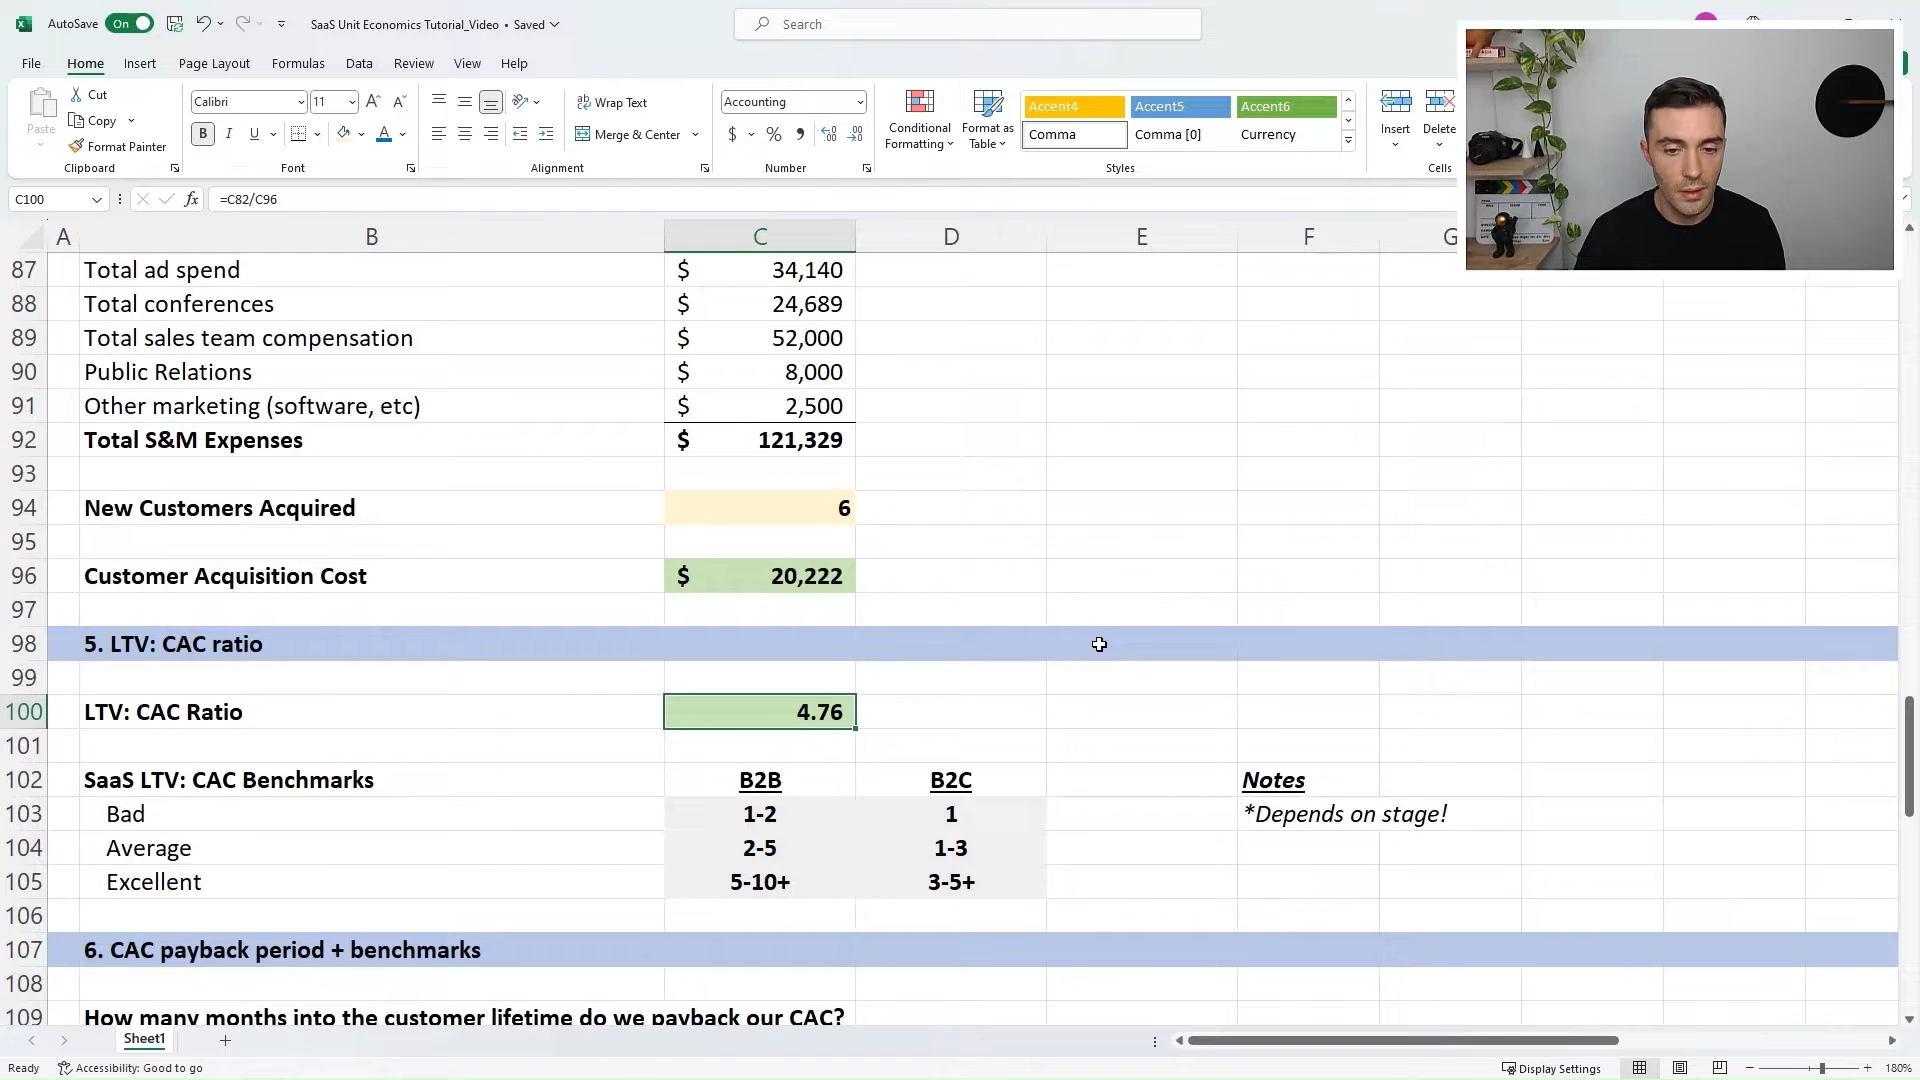 AutoSave On SaaS Unit Economics Tutorial_Video • Saved Search
File Home Insert Page Layout Formulas Data Review View Help
Paste Cut Copy Format Painter Clipboard
Calibri 11 B I U A Font
ab Wrap Text Merge & Center Alignment
Accounting $ % Number
Conditional Formatting Format as Table
Accent4 Accent5 Accent6
Comma Comma [0] Currency
Styles
Insert Delete Cells
C100 fx =C82/C96
A B C D E F G
87 Total ad spend $ 34,140
88 Total conferences $ 24,689
89 Total sales team compensation $ 52,000
90 Public Relations $ 8,000
91 Other marketing (software, etc) $ 2,500
92 Total S&M Expenses $ 121,329
93
94 New Customers Acquired 6
95
96 Customer Acquisition Cost $ 20,222
97
98 5. LTV: CAC ratio
99
100 LTV: CAC Ratio 4.76
101
102 SaaS LTV: CAC Benchmarks B2B B2C Notes
103 Bad 1-2 1 *Depends on stage!
104 Average 2-5 1-3
105 Excellent 5-10+ 3-5+
106
107 6. CAC payback period + benchmarks
108
109 How many months into the customer lifetime do we payback our CAC?
Sheet1
Ready Accessibility: Good to go Display Settings 180%